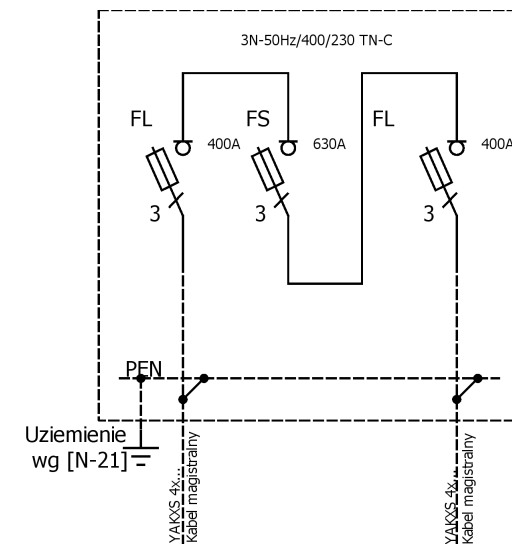 3N-50Hz/400/230 TN-C
FL
FS
FL
400A
630A
400A
3
3
3
PEN
Uziemienie
wg [N-21]
YAKXS 4x...
Kabel magistralny
YAKXS 4x...
Kabel magistralny